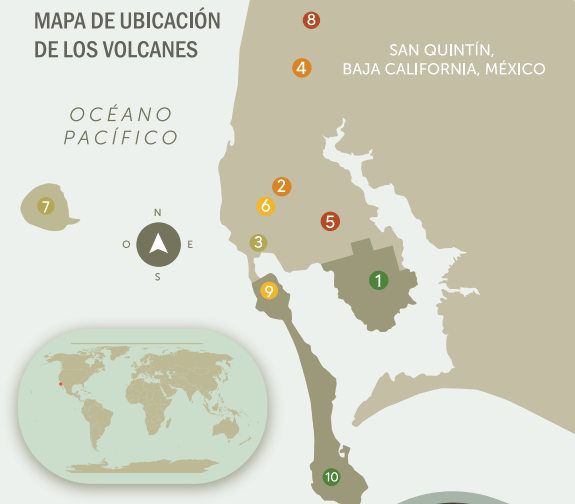 MAPA DE UBICACIÓN
DE LOS VOLCANES
8
4
SAN QUINTÍN,
BAJA CALIFORNIA, MÉXICO
OCÉANO
PACÍFICO
2
7
6
N
5
O E
3
S
1
9
10